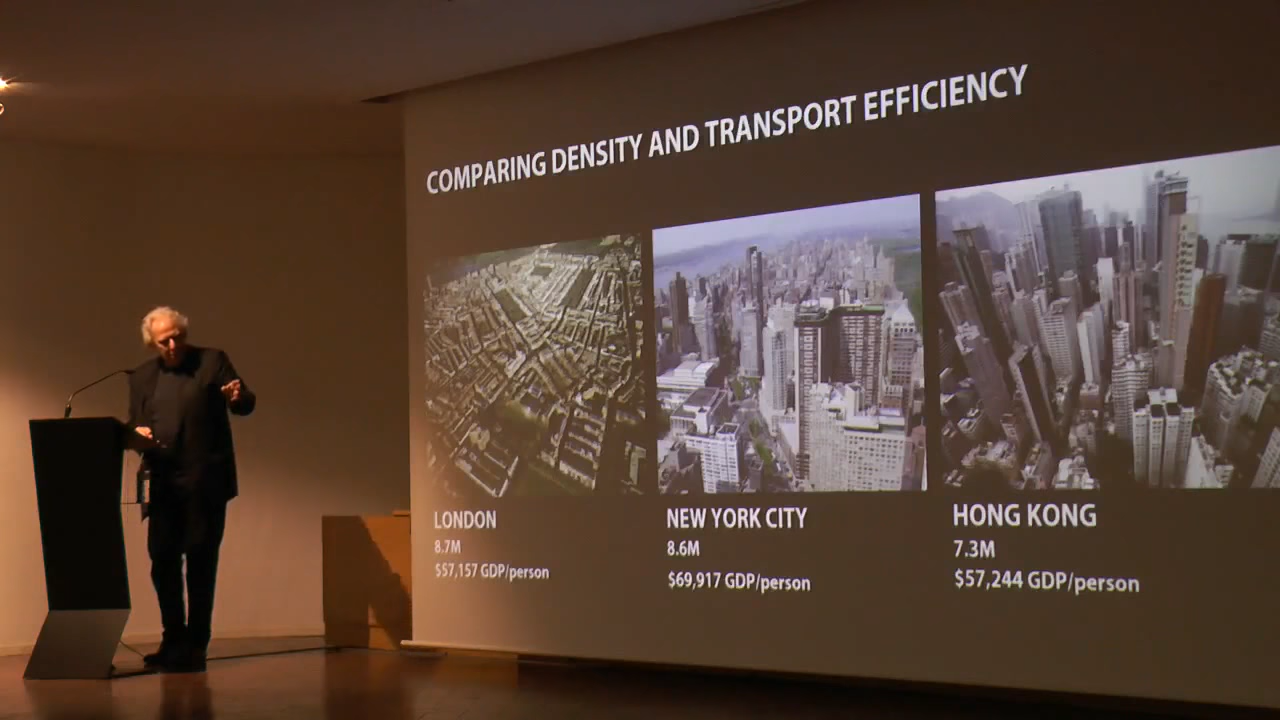 COMPARING DENSITY AND TRANSPORT EFFICIENCY
LONDON
8.7M
$57,157 GDP/person
NEW YORK CITY
8.6M
$69,917 GDP/person
HONG KONG
7.3M
$57,244 GDP/person